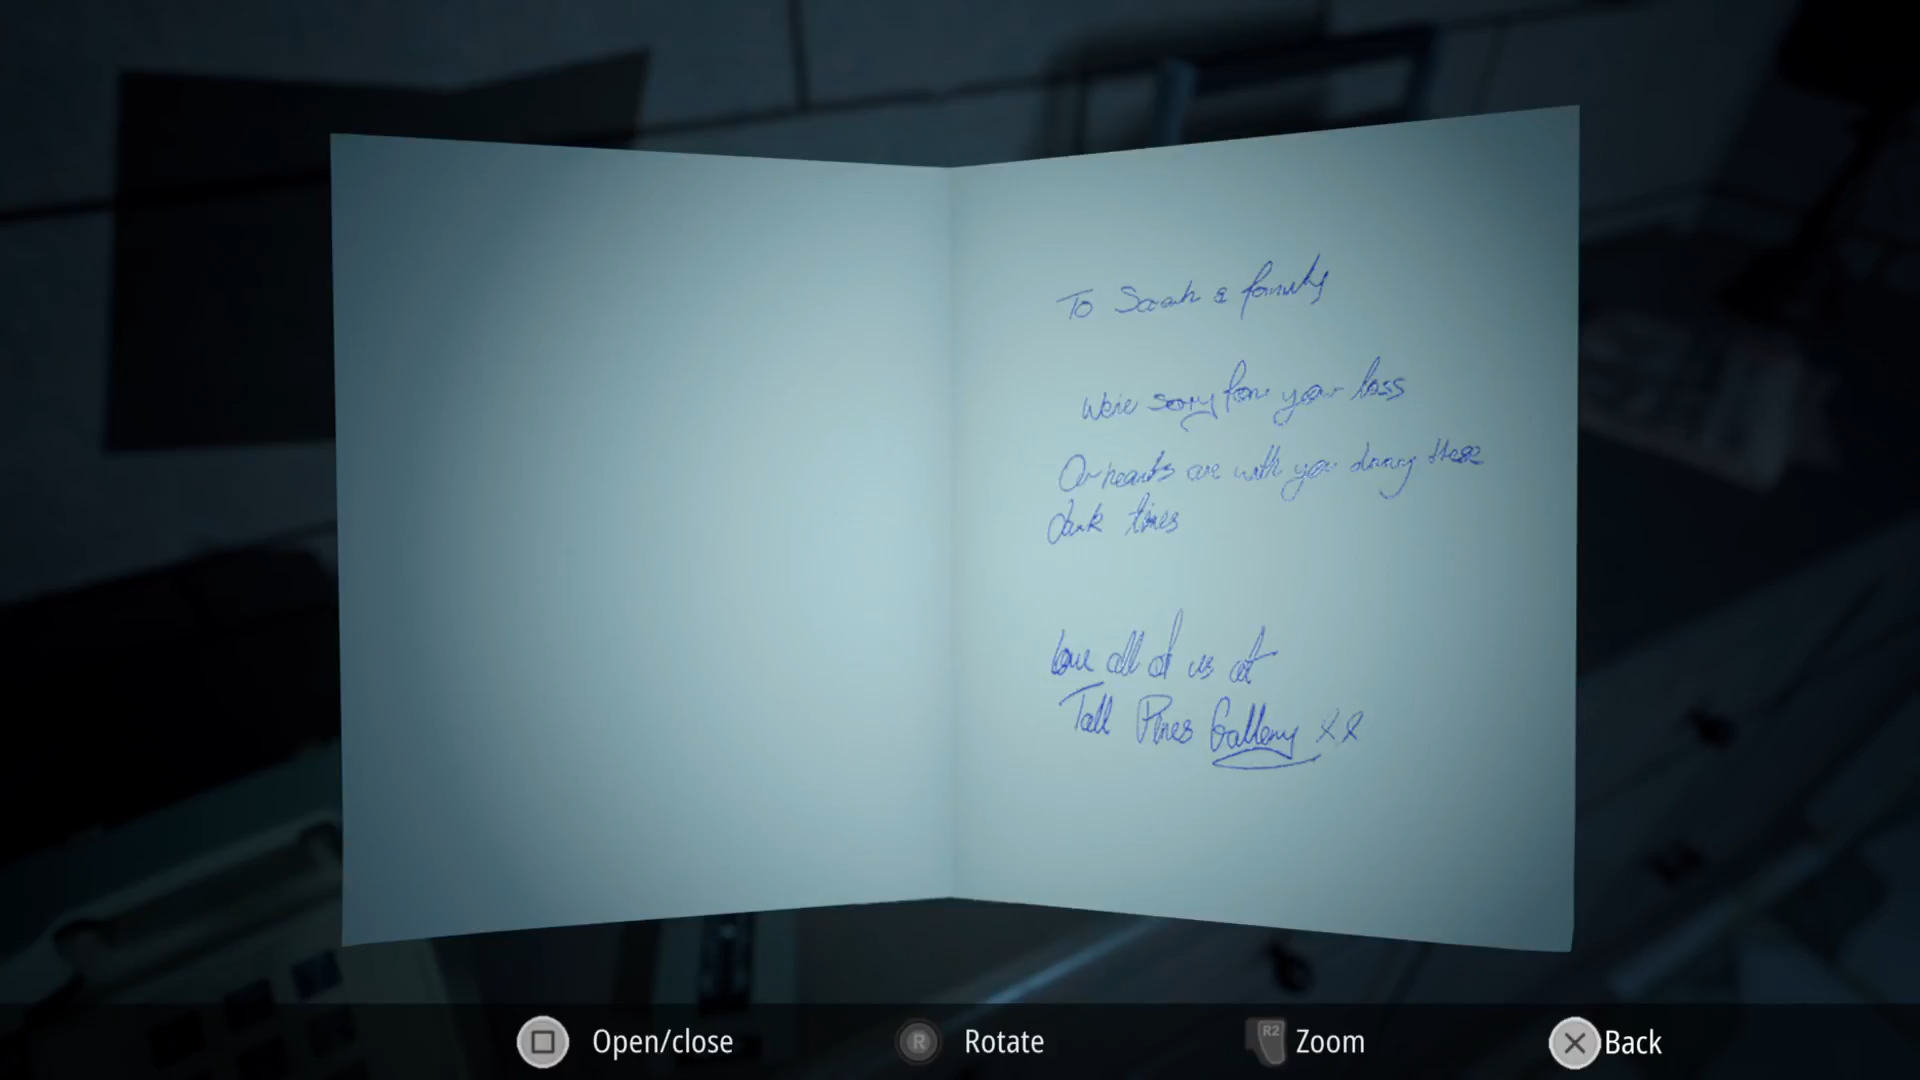 To Sarah & family
We're sorry for your loss
Our hearts are with you during these
dark times
Love all of us at
Tall Pines Gallery xx
Open/close
R
Rotate
R2
Zoom
Back